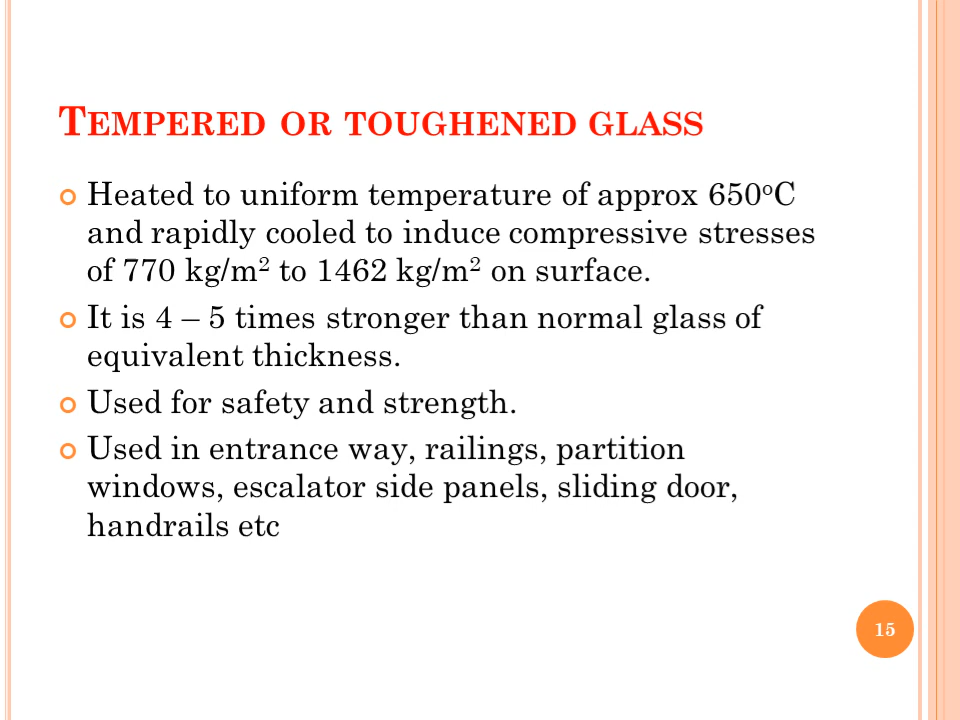 TEMPERED OR TOUGHENED GLASS
Heated to uniform temperature of approx 650ºC
and rapidly cooled to induce compressive stresses
of 770 kg/m² to 1462 kg/m² on surface.
It is 4 – 5 times stronger than normal glass of
equivalent thickness.
Used for safety and strength.
Used in entrance way, railings, partition
windows, escalator side panels, sliding door,
handrails etc
15